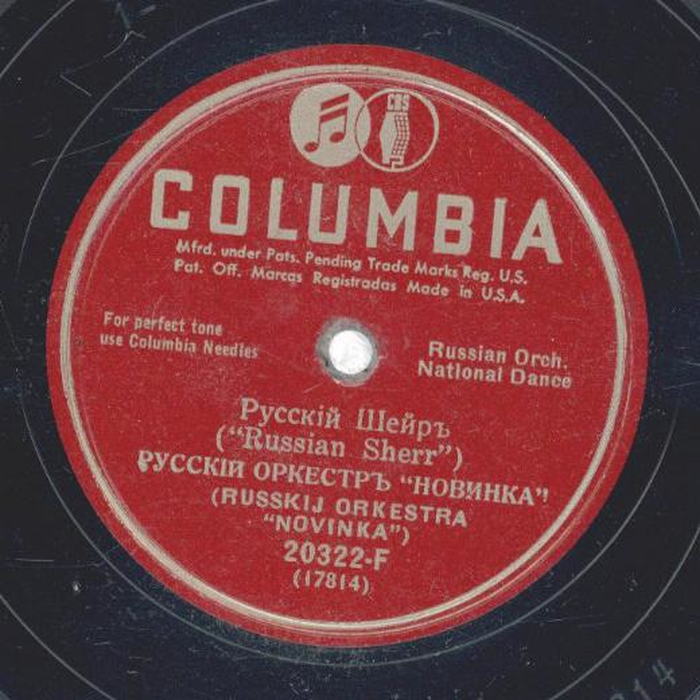 CBS
COLUMBIA
Mfrd. under Pats. Pending Trade Marks Reg. U.S.
Pat. Off. Marcas Registradas Made in U.S.A.
For perfect tone
use Columbia Needles
Russian Orch.
National Dance
Русскій Шейръ
("Russian Sherr")
РУССКІЙ ОРКЕСТРЪ "НОВИНКА"
(RUSSKIJ ORKESTRA
"NOVINKA")
20322-F
(17814)